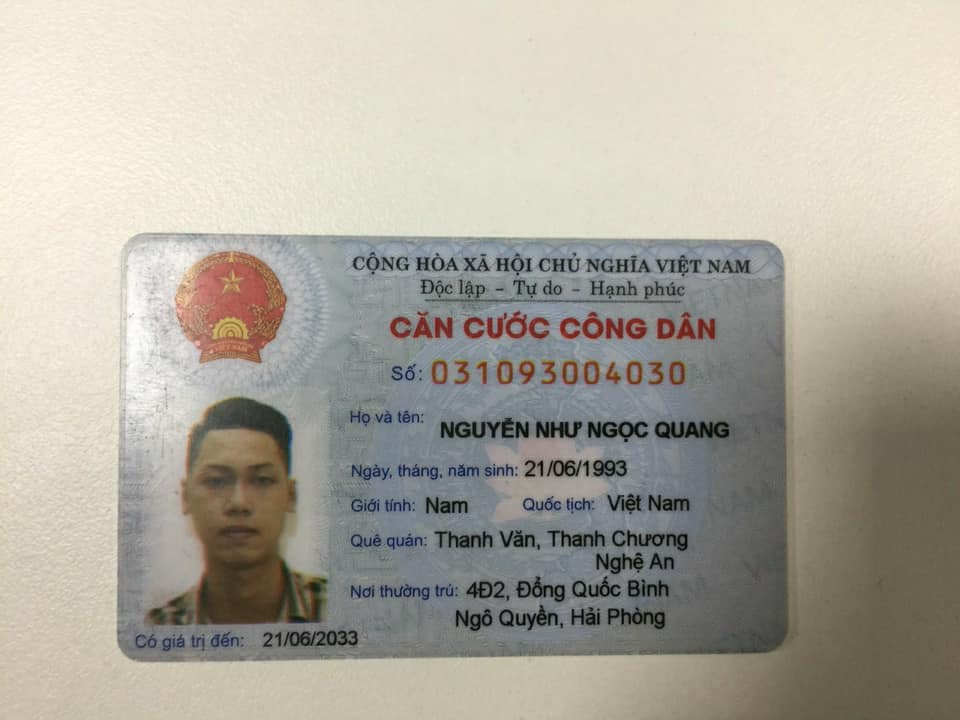 CỘNG HÒA XÃ HỘI CHỦ NGHĨA VIỆT NAM
Độc lập - Tự do - Hạnh phúc
CĂN CƯỚC CÔNG DÂN
Số: 031093004030
Họ và tên: NGUYỄN NHƯ NGỌC QUANG
Ngày, tháng, năm sinh: 21/06/1993
Giới tính: Nam Quốc tịch: Việt Nam
Quê quán: Thanh Văn, Thanh Chương
Nghệ An
Nơi thường trú: 4Đ2, Đổng Quốc Bình
Ngô Quyền, Hải Phòng
Có giá trị đến: 21/06/2033
VIỆT NAM